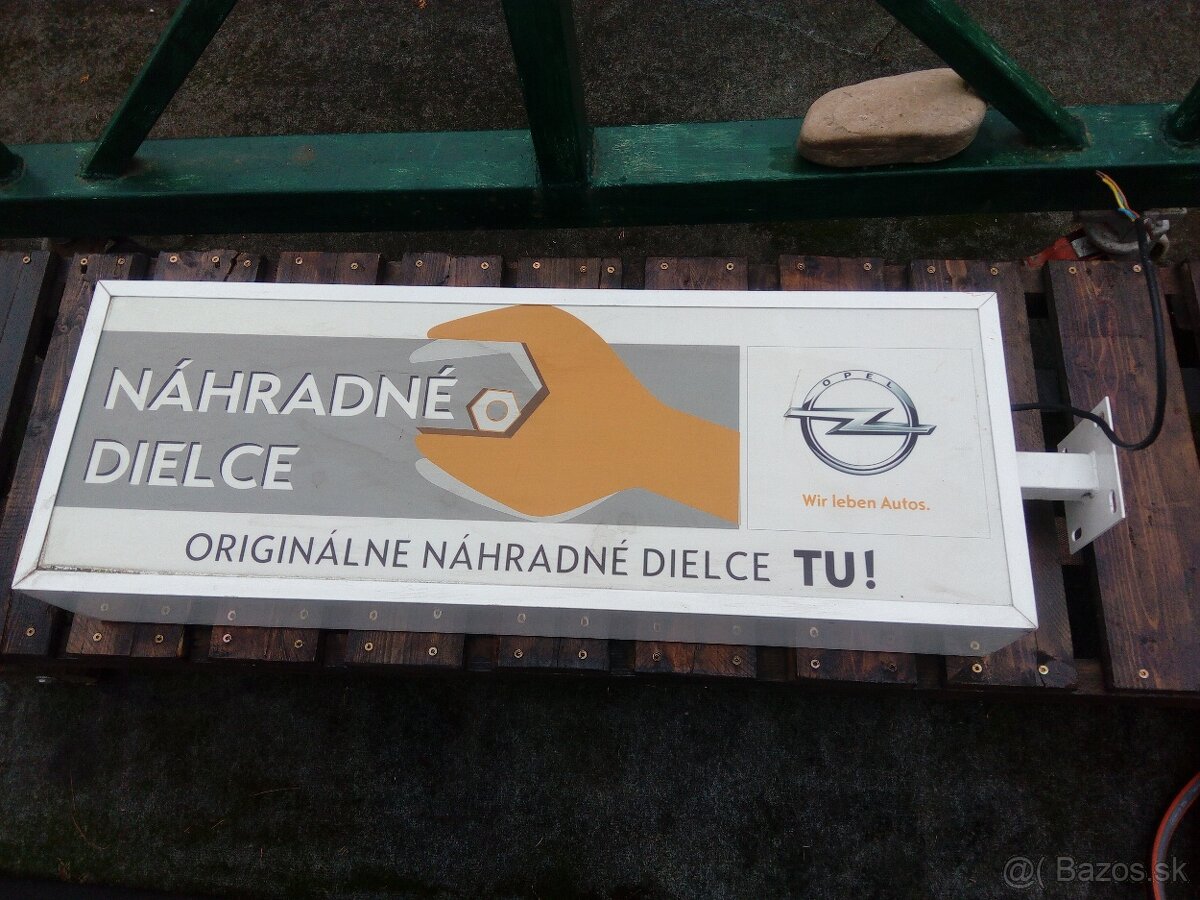 NÁHRADNÉ
DIELCE
OPEL
Wir leben Autos.
ORIGINÁLNE NÁHRADNÉ DIELCE TU!
@( Bazos.sk